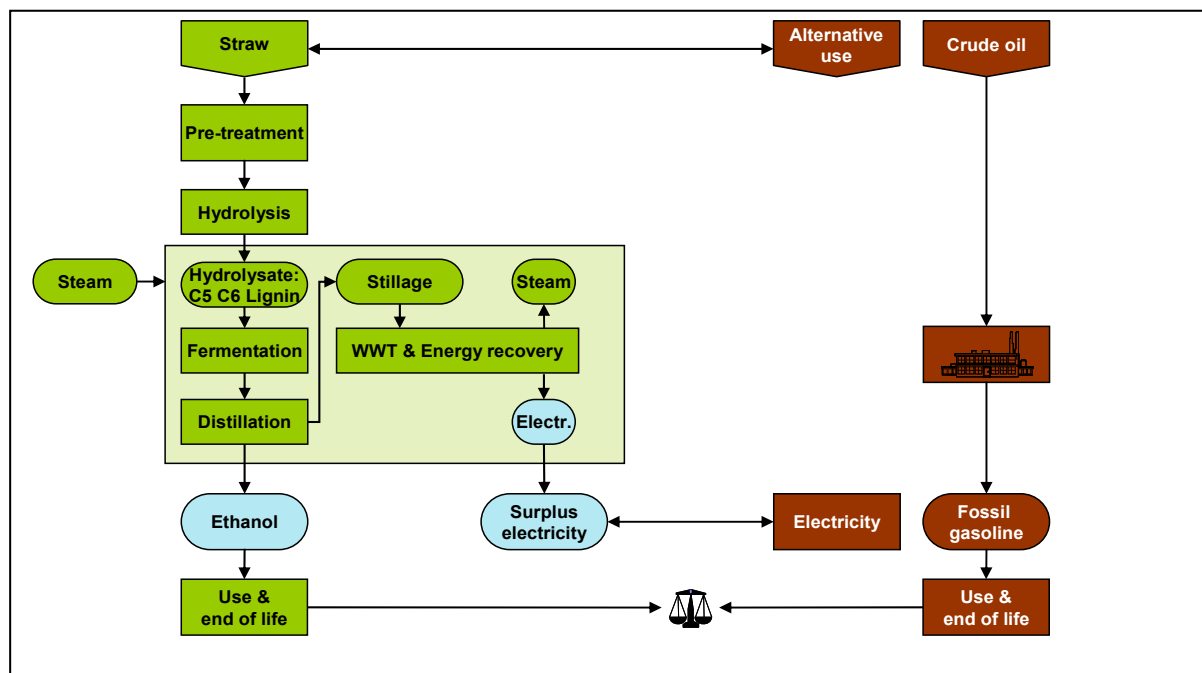 Straw
Alternative
use
Crude oil
Pre-treatment
Hydrolysis
Steam
Hydrolysate:
C5 C6 Lignin
Stillage
Steam
Fermentation
WWT & Energy recovery
Distillation
Electr.
Ethanol
Surplus
electricity
Electricity
Fossil
gasoline
Use &
end of life
Use &
end of life